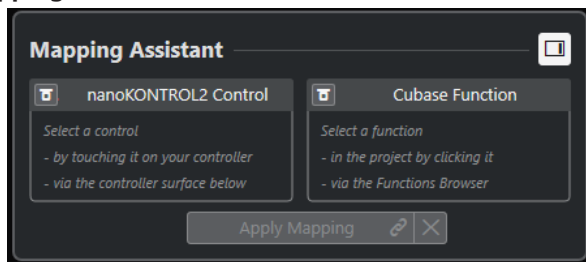 Mapping Assistant
nanoKONTROL2 Control
Cubase Function
Select a control
- by touching it on your controller
- via the controller surface below
Select a function
- in the project by clicking it
- via the Functions Browser
Apply Mapping